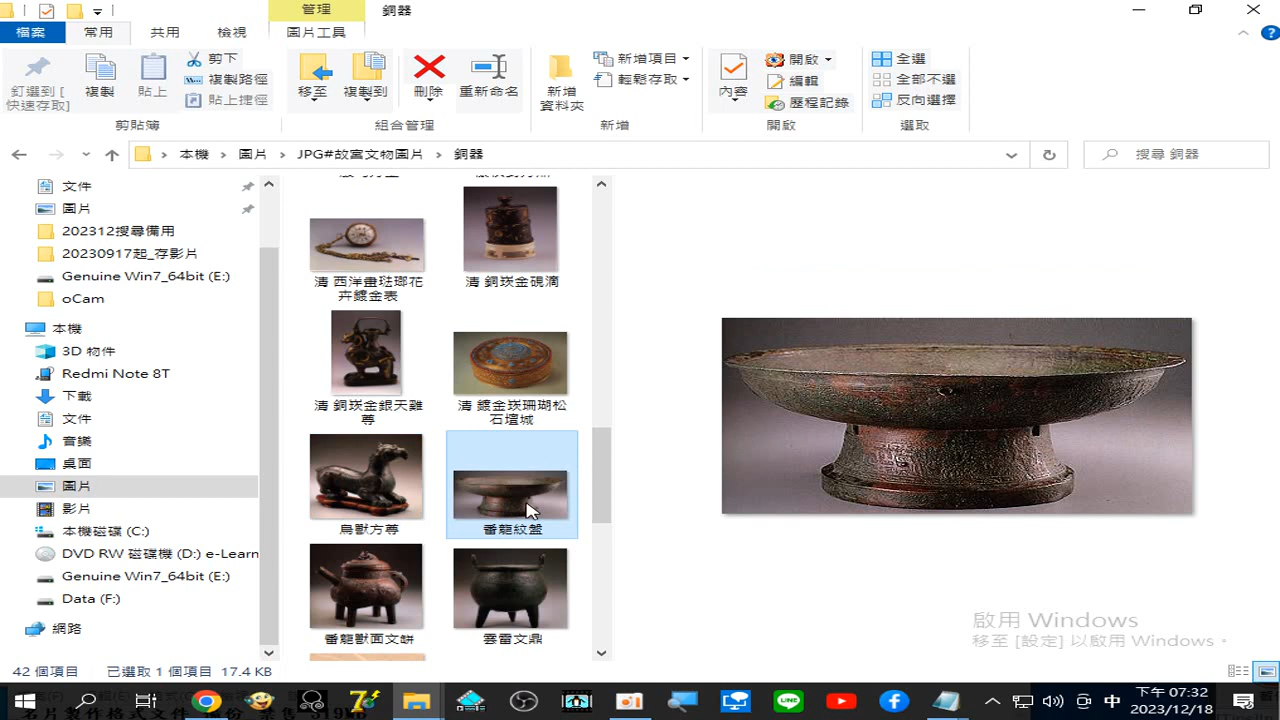 管理
銅器
檔案
常用
共用
檢視
圖片工具
釘選到 [
快速存取]
複製
貼上
剪下
複製路徑
貼上捷徑
剪貼簿
移至
複製到
刪除
重新命名
組合管理
新增
資料夾
新增項目
輕鬆存取
新增
內容
開啟
編輯
歷程記錄
開啟
全選
全部不選
反向選擇
選取
本機 › 圖片 › JPG#故宮文物圖片 › 銅器
搜尋 銅器
文件
圖片
202312搜尋備用
20230917起_存影片
Genuine Win7_64bit (E:)
oCam
本機
3D 物件
Redmi Note 8T
下載
文件
音樂
桌面
圖片
影片
本機磁碟 (C:)
DVD RW 磁碟機 (D:) e-Learn
Genuine Win7_64bit (E:)
Data (F:)
網路
清 西洋畫琺瑯花
卉鍍金表
清 銅崁金硯滴
清 銅崁金銀天雞
尊
清 鍍金崁珊瑚松
石壇城
鳥獸方尊
番龍紋盤
番龍獸面文餅
雲雷文鼎
啟用 Windows
移至 [設定] 以啟用 Windows。
42 個項目
已選取 1 個項目
17.4 KB
中
下午 07:32
2023/12/18